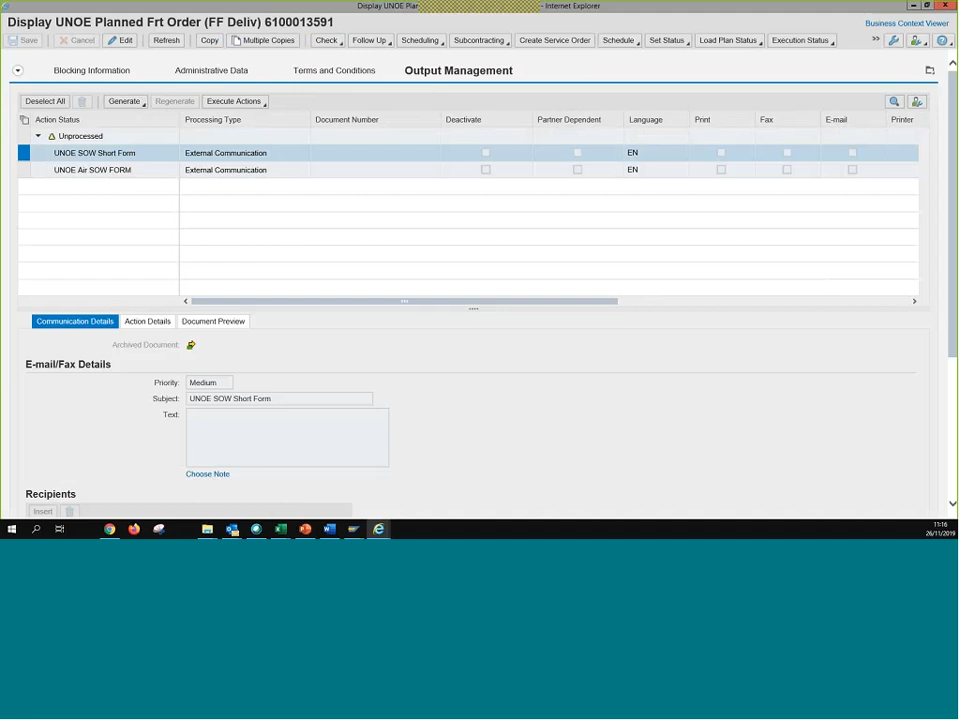 Display UNOE Plan - Internet Explorer
Display UNOE Planned Frt Order (FF Deliv) 6100013591
Business Context Viewer
Save Cancel Edit Refresh Copy Multiple Copies Check Follow Up Scheduling Subcontracting Create Service Order Schedule Set Status Load Plan Status Execution Status
Blocking Information Administrative Data Terms and Conditions Output Management
Deselect All Generate Regenerate Execute Actions
Action Status Processing Type Document Number Deactivate Partner Dependent Language Print Fax E-mail Printer
Unprocessed
UNOE SOW Short Form External Communication EN
UNOE Air SOW FORM External Communication EN
Communication Details Action Details Document Preview
Archived Document:
E-mail/Fax Details
Priority: Medium
Subject: UNOE SOW Short Form
Text:
Choose Note
Recipients
Insert
11:16
26/11/2019